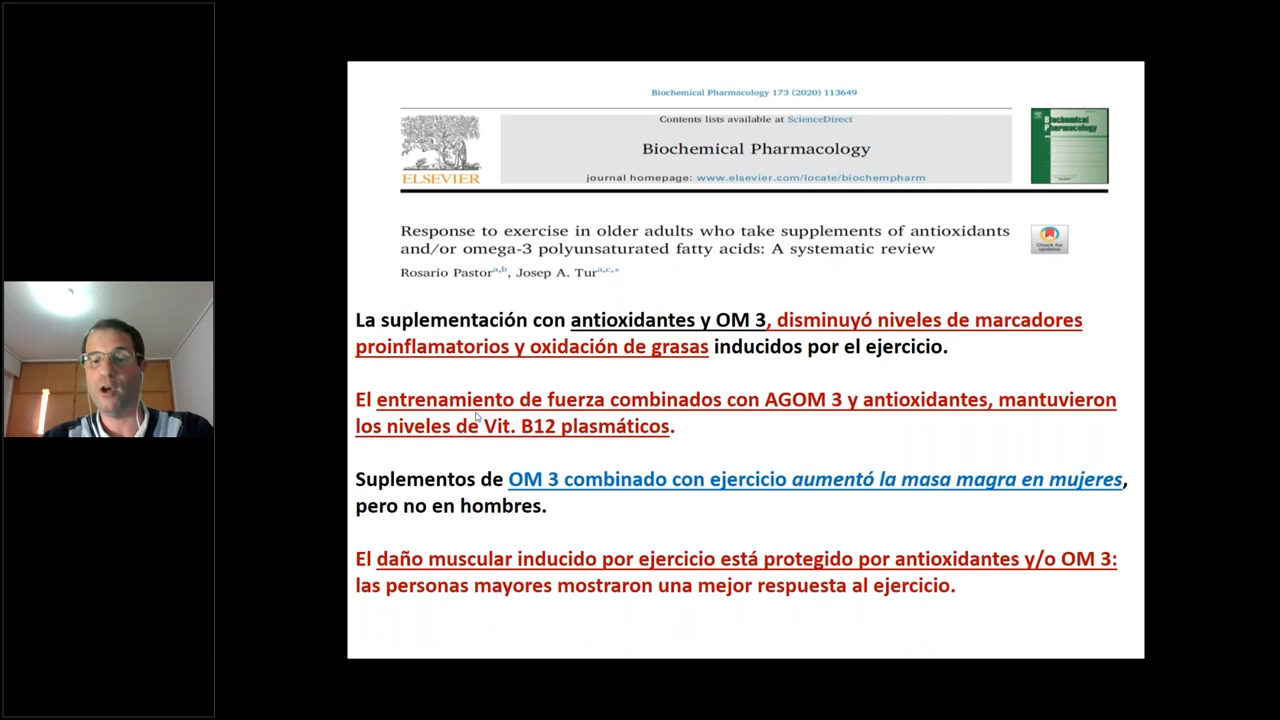 Biochemical Pharmacology 173 (2020) 113649
Contents lists available at ScienceDirect
Biochemical Pharmacology
journal homepage: www.elsevier.com/locate/biochempharm
ELSEVIER
Biochemical
Pharmacology
Response to exercise in older adults who take supplements of antioxidants
and/or omega-3 polyunsaturated fatty acids: A systematic review
Check for
updates
Rosario Pastor a,b, Josep A. Tur a,c,*
La suplementación con antioxidantes y OM 3, disminuyó niveles de marcadores
proinflamatorios y oxidación de grasas inducidos por el ejercicio.
El entrenamiento de fuerza combinados con AGOM 3 y antioxidantes, mantuvieron
los niveles de Vit. B12 plasmáticos.
Suplementos de OM 3 combinado con ejercicio aumentó la masa magra en mujeres,
pero no en hombres.
El daño muscular inducido por ejercicio está protegido por antioxidantes y/o OM 3:
las personas mayores mostraron una mejor respuesta al ejercicio.